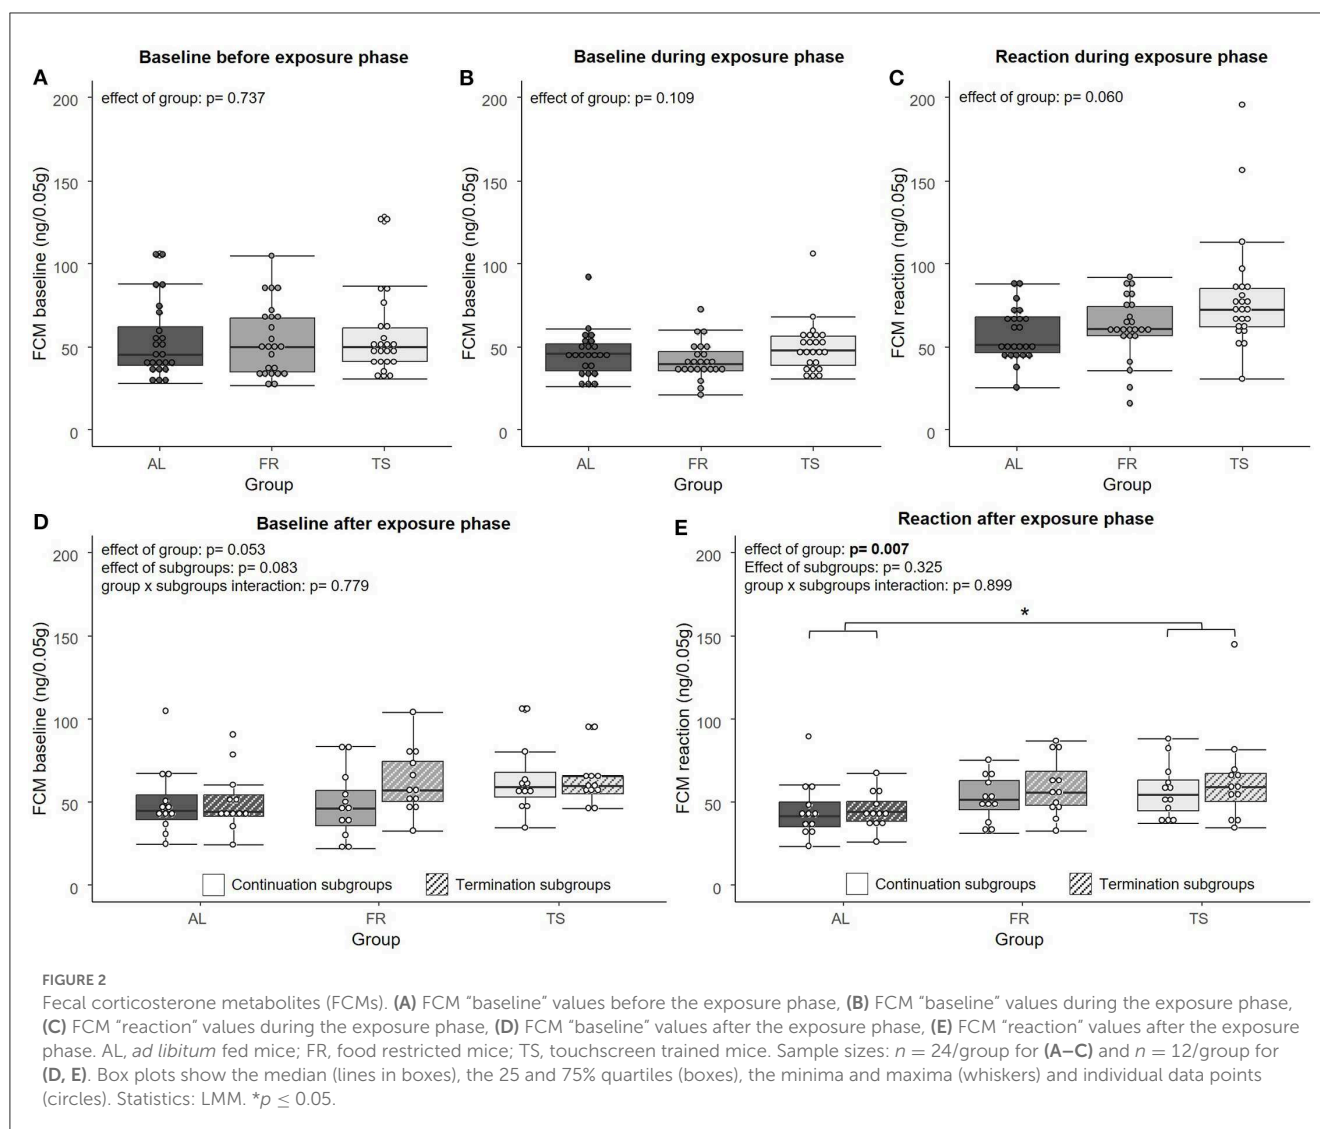 Baseline before exposure phase
A
effect of group: p= 0.737
200
150
100
50
0
FCM baseline (ng/0.05g)
AL FR TS
Group
Baseline during exposure phase
B
effect of group: p= 0.109
200
150
100
50
0
FCM baseline (ng/0.05g)
AL FR TS
Group
Reaction during exposure phase
C
effect of group: p= 0.060
200
150
100
50
0
FCM reaction (ng/0.05g)
AL FR TS
Group
Baseline after exposure phase
D
effect of group: p= 0.053
effect of subgroups: p= 0.083
group x subgroups interaction: p= 0.779
200
150
100
50
0
FCM baseline (ng/0.05g)
Continuation subgroups Termination subgroups
AL FR TS
Group
Reaction after exposure phase
E
effect of group: p= 0.007
Effect of subgroups: p= 0.325
group x subgroups interaction: p= 0.899
*
200
150
100
50
0
FCM reaction (ng/0.05g)
Continuation subgroups Termination subgroups
AL FR TS
Group
FIGURE 2
Fecal corticosterone metabolites (FCMs). (A) FCM "baseline" values before the exposure phase, (B) FCM "baseline" values during the exposure phase,
(C) FCM "reaction" values during the exposure phase, (D) FCM "baseline" values after the exposure phase, (E) FCM "reaction" values after the exposure
phase. AL, ad libitum fed mice; FR, food restricted mice; TS, touchscreen trained mice. Sample sizes: n = 24/group for (A–C) and n = 12/group for
(D, E). Box plots show the median (lines in boxes), the 25 and 75% quartiles (boxes), the minima and maxima (whiskers) and individual data points
(circles). Statistics: LMM. *p ≤ 0.05.